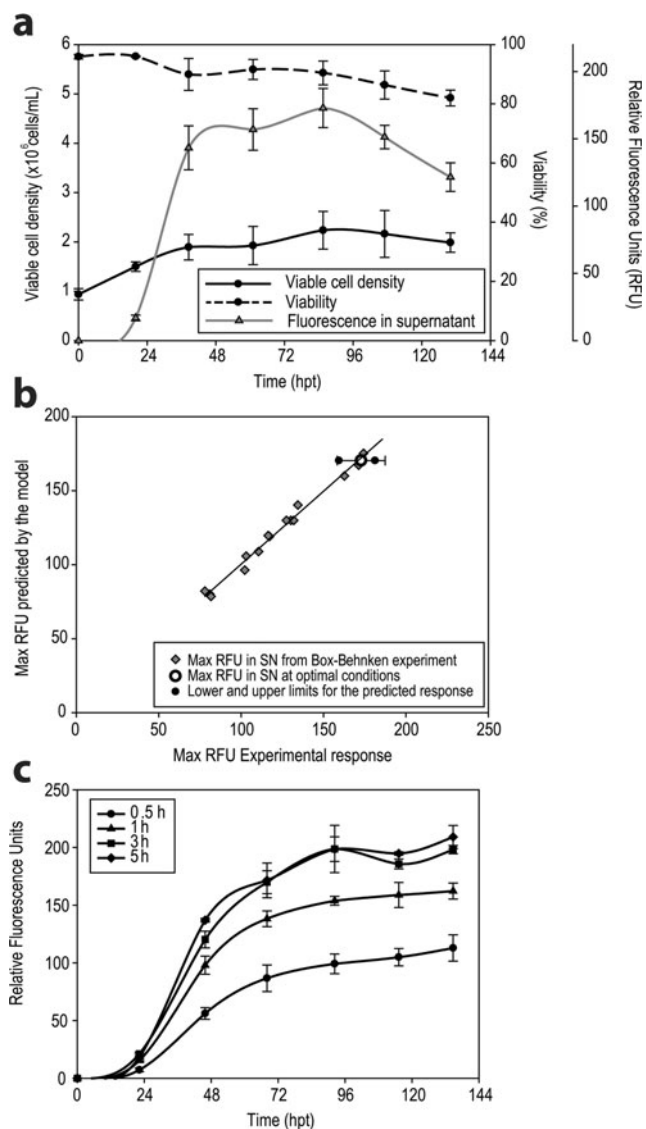 a
Viable cell density (x10⁶cells/mL)
6
5
4
3
2
1
0
100
80
60
40
20
0
Viability (%)
200
150
100
50
0
Relative Fluorescence Units (RFU)
Viable cell density
Viability
Fluorescence in supernatant
0 24 48 72 96 120 144
Time (hpt)
b
Max RFU predicted by the model
200
150
100
50
0
Max RFU in SN from Box-Behnken experiment
Max RFU in SN at optimal conditions
Lower and upper limits for the predicted response
0 50 100 150 200 250
Max RFU Experimental response
c
Relative Fluorescence Units
250
200
150
100
50
0
0.5h
1h
3h
5h
0 24 48 72 96 120 144
Time (hpt)